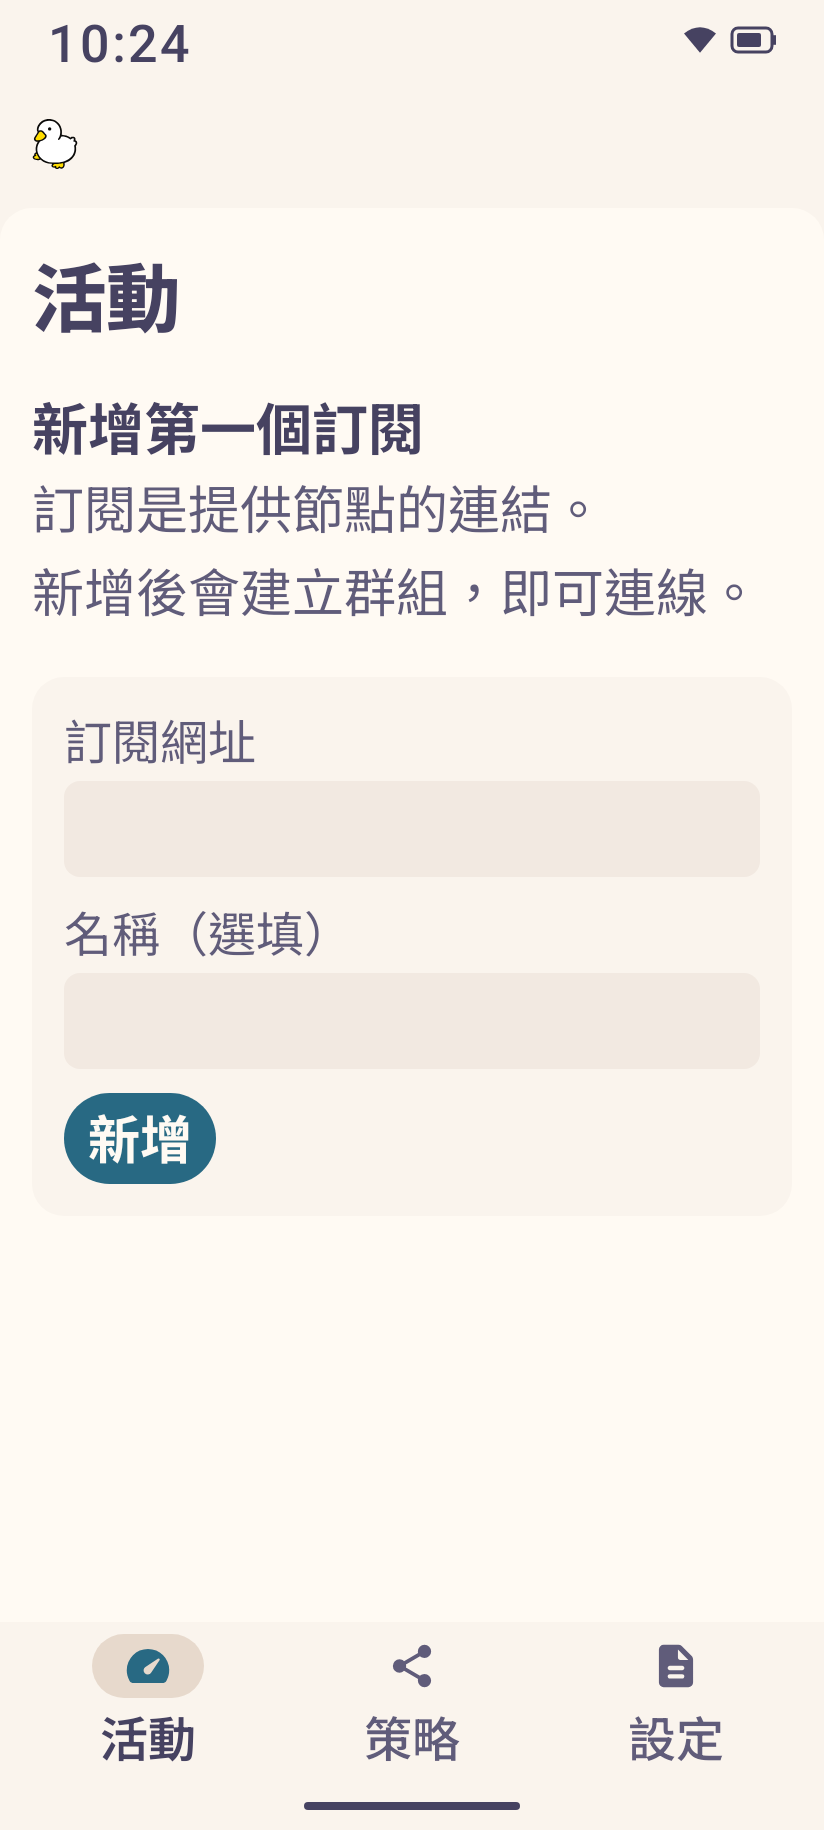 10:24
活動
新增第一個訂閱
訂閱是提供節點的連結。
新增後會建立群組，即可連線。
訂閱網址
名稱（選填）
新增
活動
策略
設定